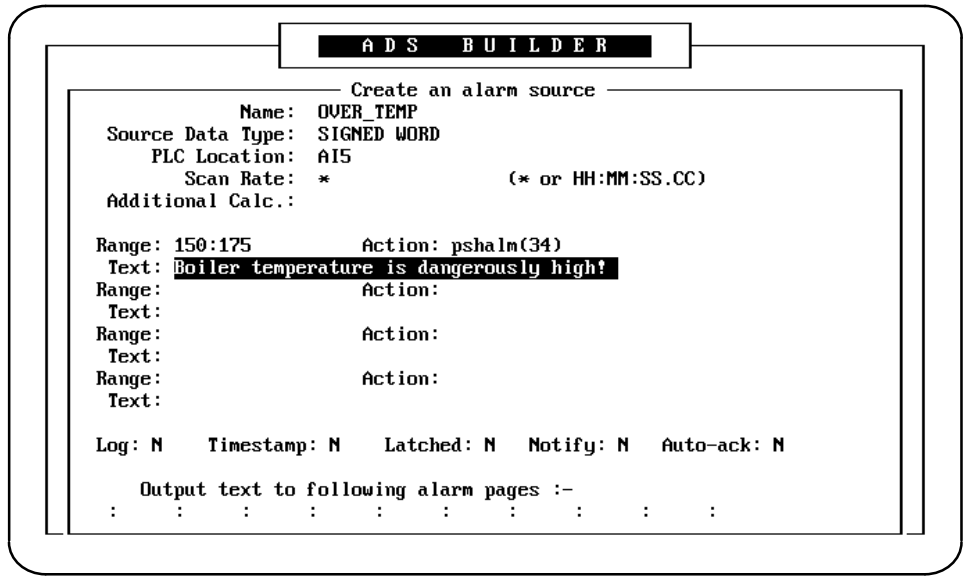 ADS BUILDER
Create an alarm source
Name: OVER_TEMP
Source Data Type: SIGNED WORD
PLC Location: AI5
Scan Rate: * (* or HH:MM:SS.CC)
Additional Calc.:
Range: 150:175 Action: pshalm(34)
Text: Boiler temperature is dangerously high!
Range: Action:
Text:
Range: Action:
Text:
Range: Action:
Text:
Log: N Timestamp: N Latched: N Notify: N Auto-ack: N
Output text to following alarm pages :-
: : : : : : : : : :